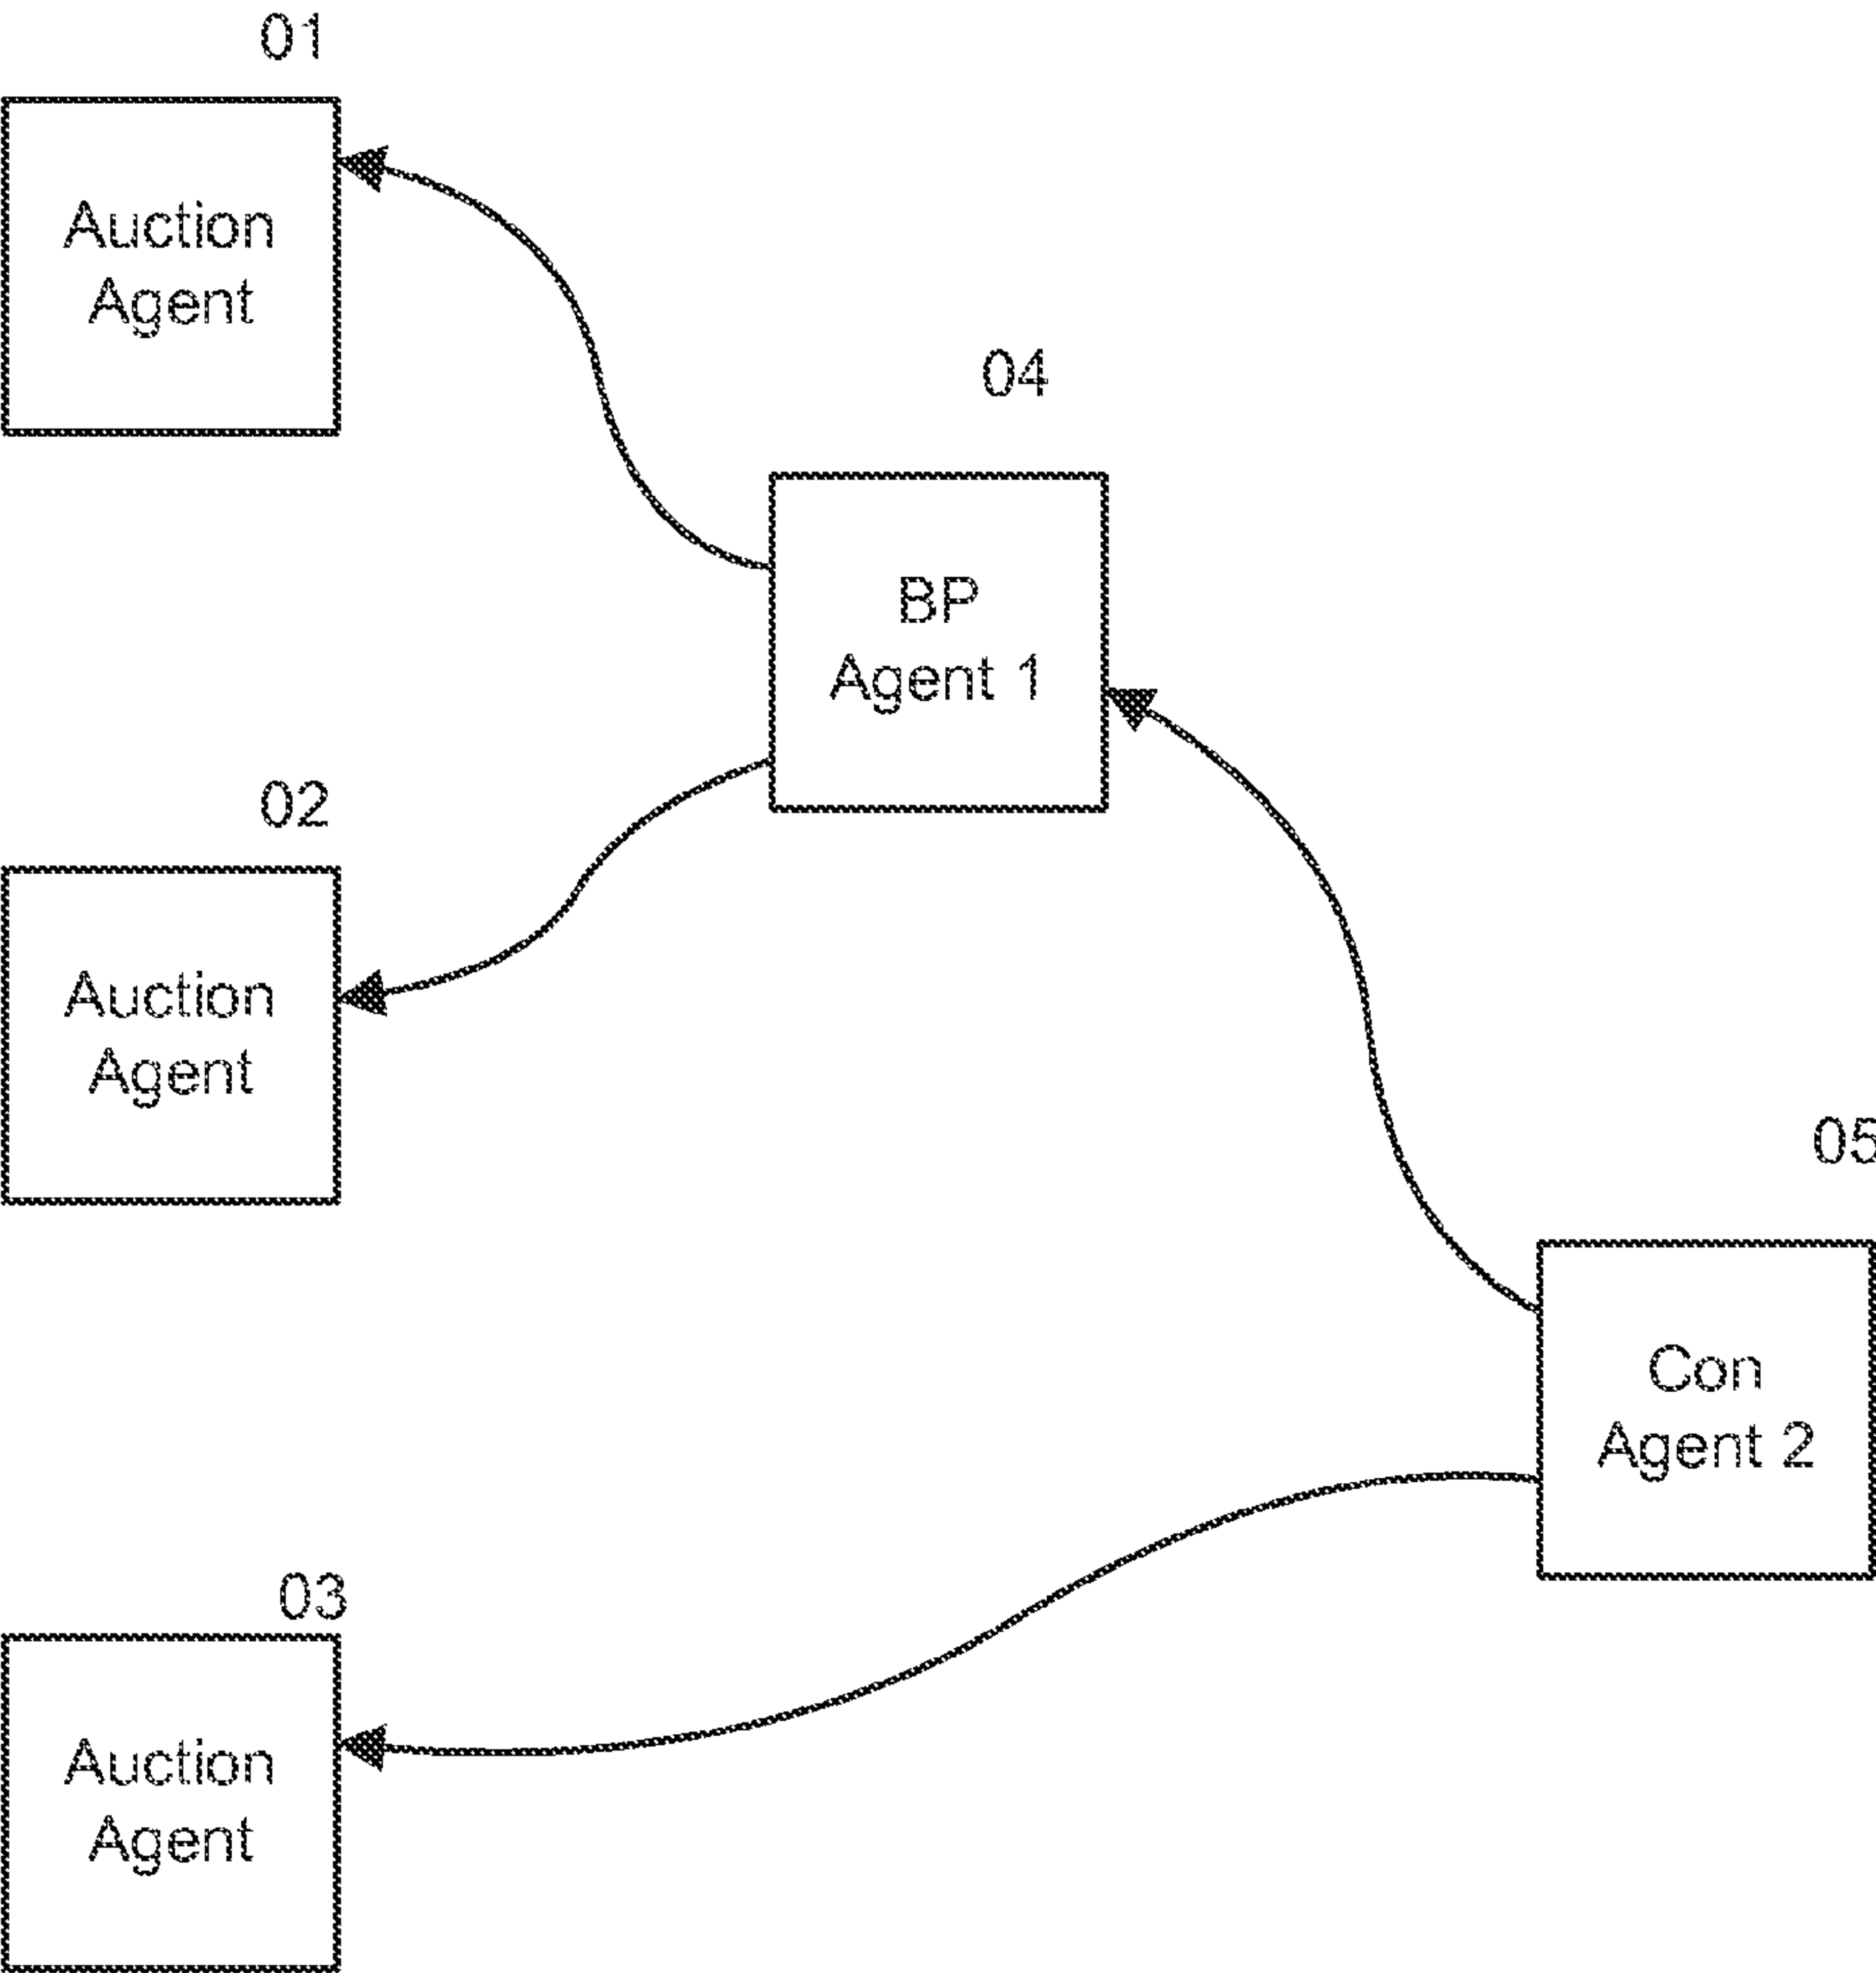 01
Auction
Agent
04
BP
Agent 1
02
Auction
Agent
05
Con
Agent 2
03
Auction
Agent